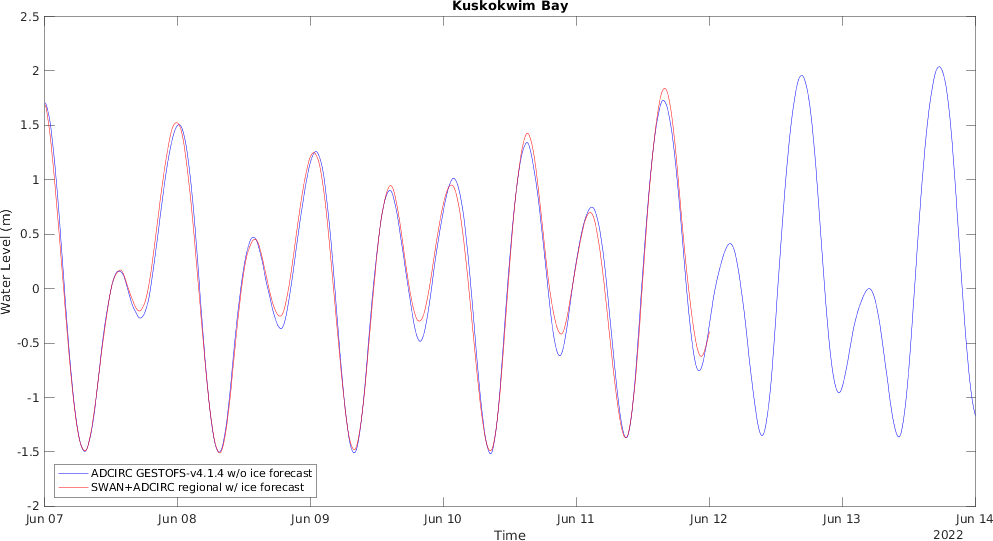 Kuskokwim Bay
2.5
2
1.5
1
0.5
0
-0.5
-1
-1.5
-2
Water Level (m)
ADCIRC GESTOFS-v4.1.4 w/o ice forecast
SWAN+ADCIRC regional w/ ice forecast
Jun 07 Jun 08 Jun 09 Jun 10 Jun 11 Jun 12 Jun 13 Jun 14
Time
2022